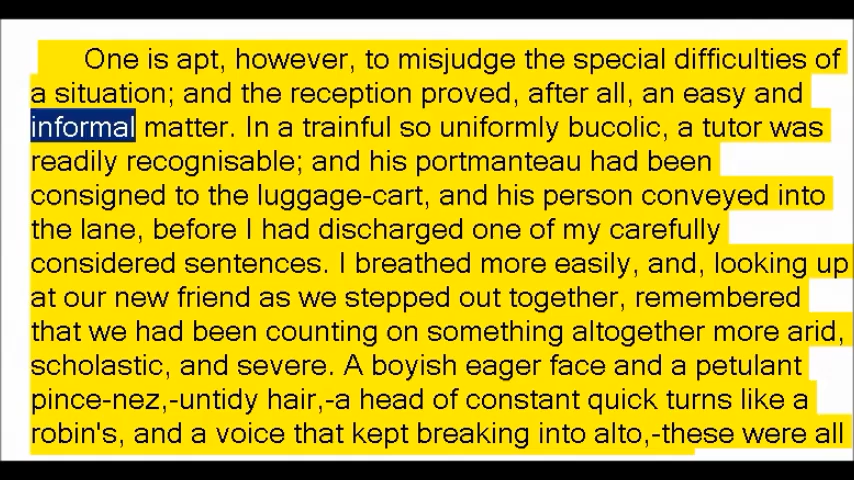 One is apt, however, to misjudge the special difficulties of
a situation; and the reception proved, after all, an easy and
informal matter. In a trainful so uniformly bucolic, a tutor was
readily recognisable; and his portmanteau had been
consigned to the luggage-cart, and his person conveyed into
the lane, before I had discharged one of my carefully
considered sentences. I breathed more easily, and, looking up
at our new friend as we stepped out together, remembered
that we had been counting on something altogether more arid,
scholastic, and severe. A boyish eager face and a petulant
pince-nez,-untidy hair,-a head of constant quick turns like a
robin's, and a voice that kept breaking into alto,-these were all